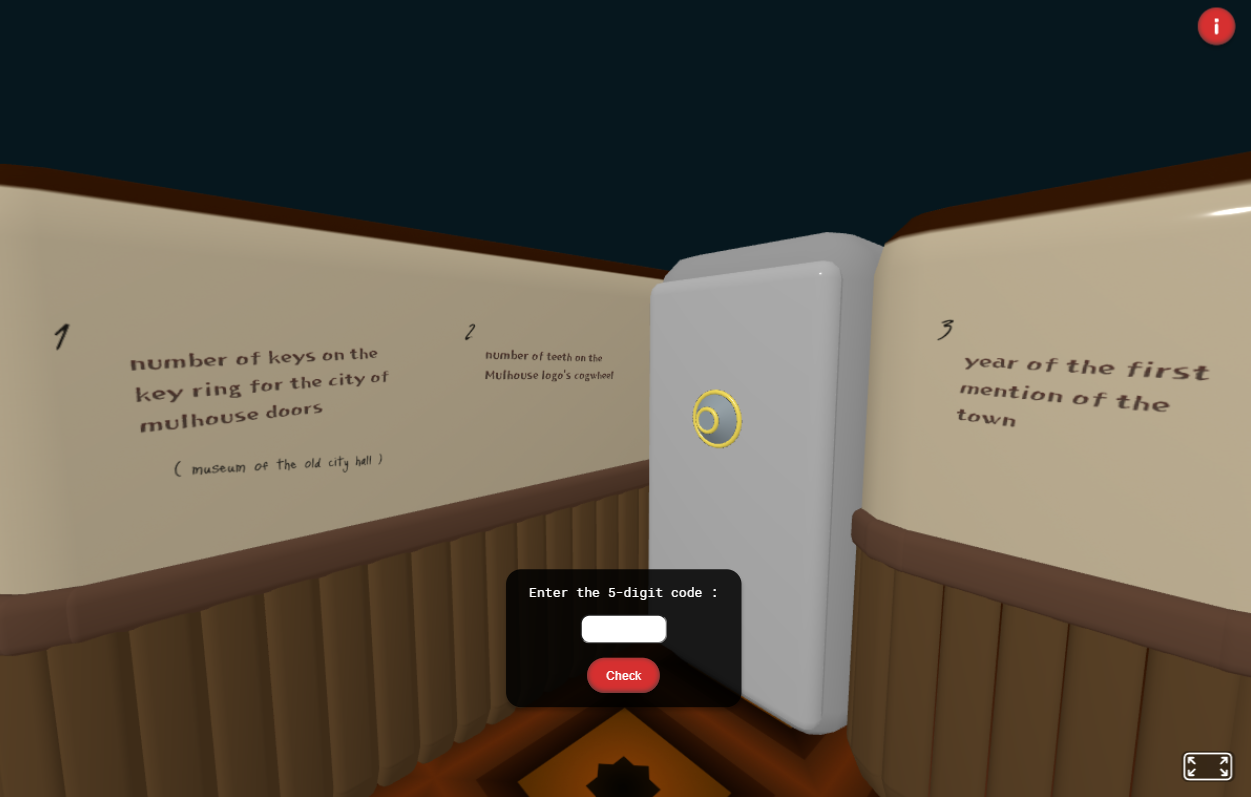 1
number of keys on the
key ring for the city of
mulhouse doors
( museum of the old city hall )
2
number of teeth on the
Mulhouse logo's cogwheel
3
year of the first
mention of the
town
Enter the 5-digit code :
Check
i